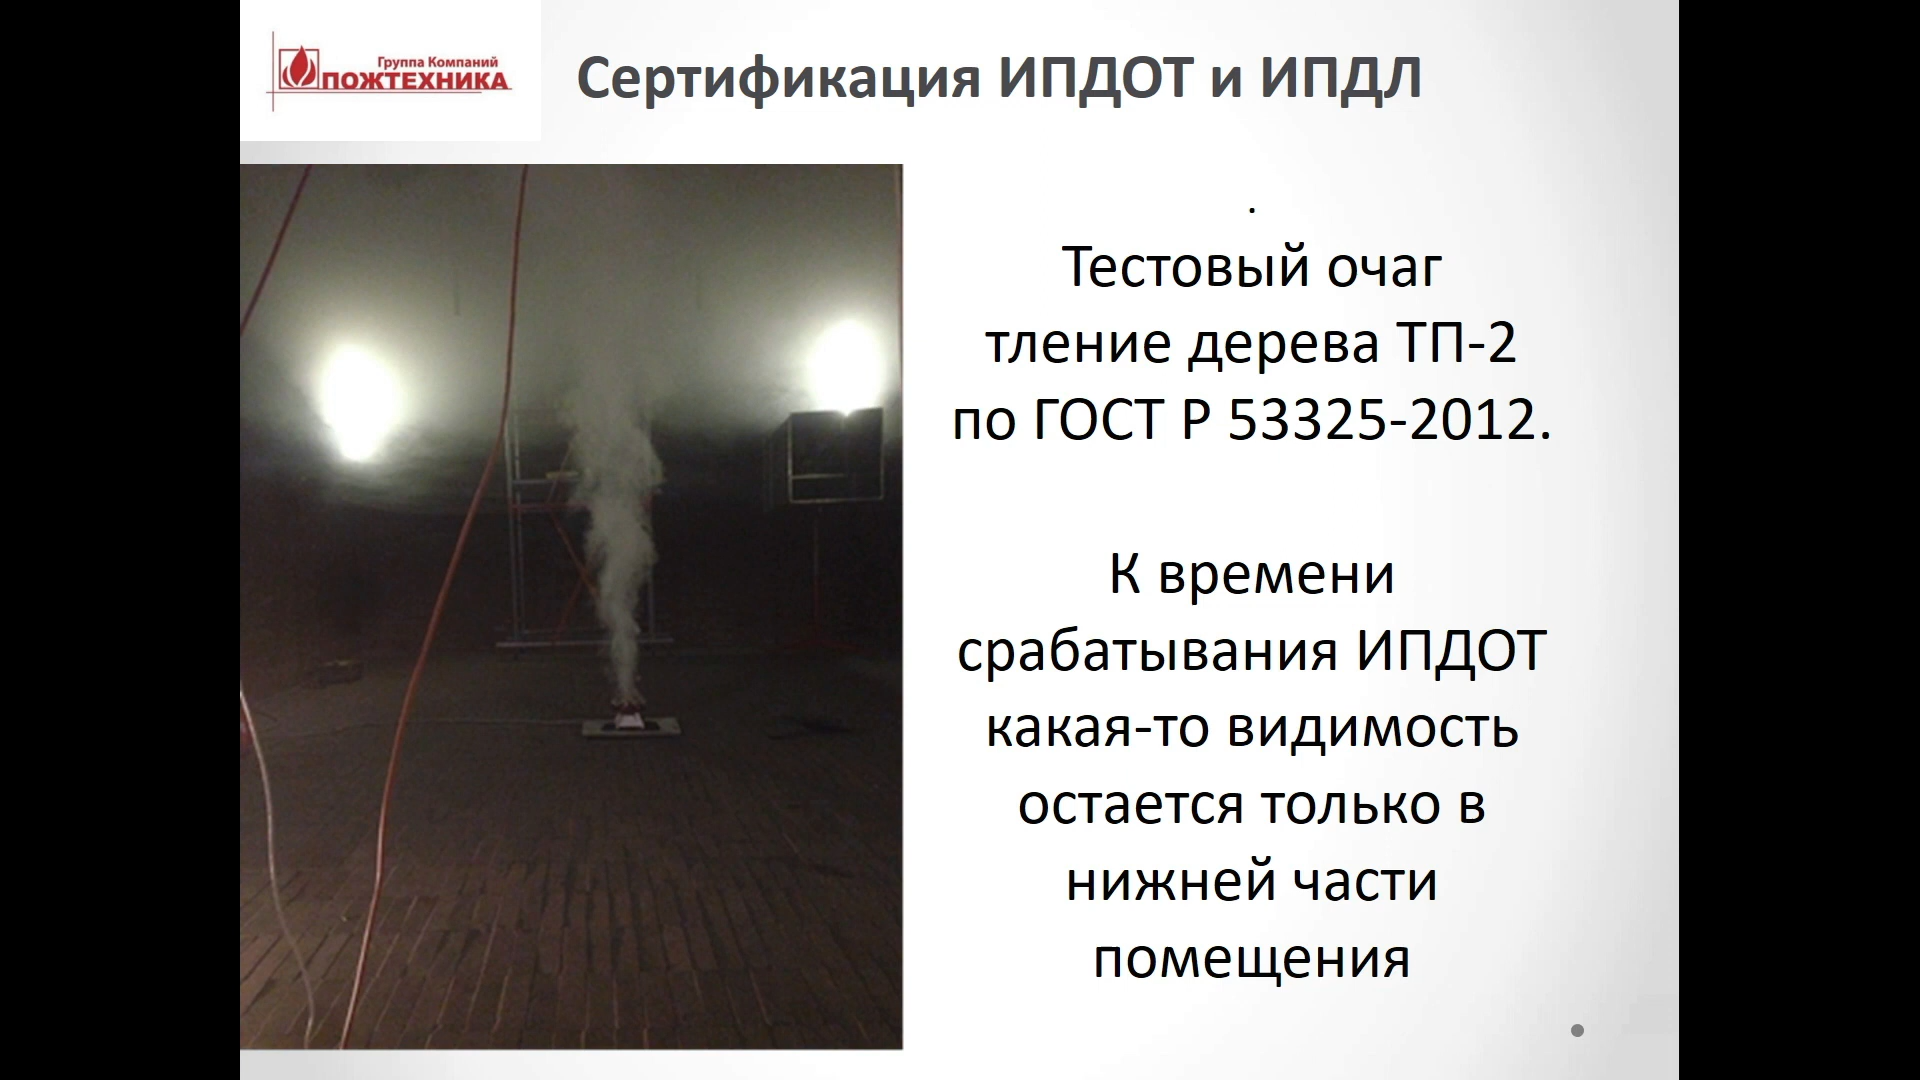 Группа Компаний
ПОЖТЕХНИКА
Сертификация ИПДОТ и ИПДЛ
.
Тестовый очаг
тление дерева ТП-2
по ГОСТ Р 53325-2012.
К времени
срабатывания ИПДОТ
какая-то видимость
остается только в
нижней части
помещения